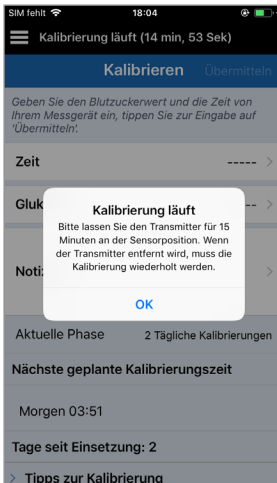 SIM fehlt 18:04
Kalibrierung läuft (14 min, 53 Sek)
Kalibrieren Übermitteln
Geben Sie den Blutzuckerwert und die Zeit von
Ihrem Messgerät ein, tippen Sie zur Eingabe auf
'Übermitteln'.
Zeit ----- >
Kalibrierung läuft
Bitte lassen Sie den Transmitter für 15
Minuten an der Sensorposition. Wenn
der Transmitter entfernt wird, muss die
Kalibrierung wiederholt werden.
OK
Gluk -- >
Noti: >
Aktuelle Phase 2 Tägliche Kalibrierungen
Nächste geplante Kalibrierungszeit
Morgen 03:51
Tage seit Einsetzung: 2
> Tipps zur Kalibrierung